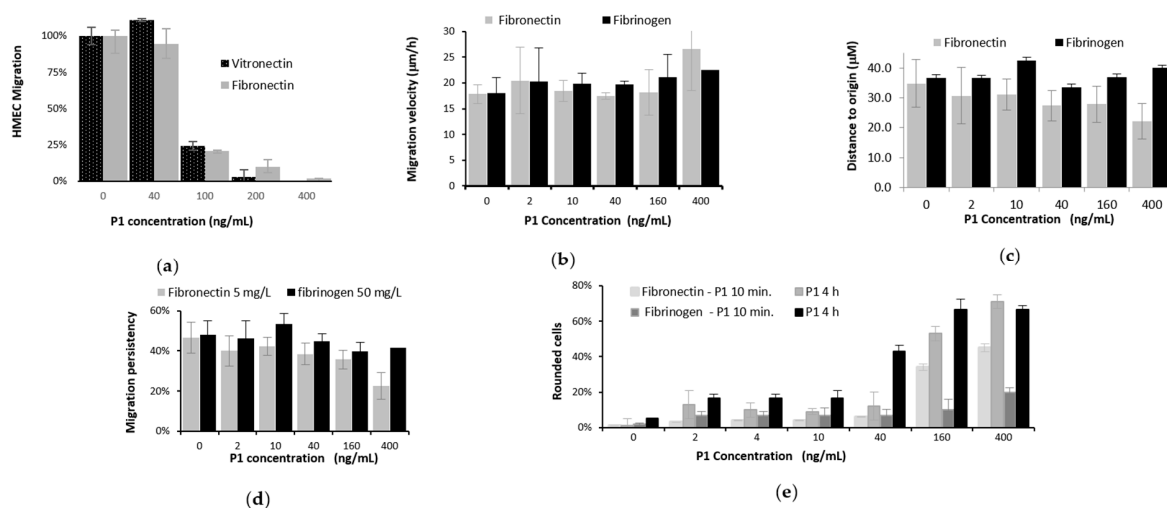 100%
75%
50%
25%
0%
HMEC Migration
Vitronectin
Fibronectin
0 40 100 200 400
P1 concentration (ng/mL)
(a)
Fibronectin Fibrinogen
30
25
20
15
10
5
0
Migration velocity (µm/h)
0 2 10 40 160 400
P1 Concentration (ng/mL)
(b)
Fibronectin Fibrinogen
40.0
30.0
20.0
10.0
0.0
Distance to origin (µM)
0 2 10 40 160 400
P1 Concentration (ng/mL)
(c)
Fibronectin 5 mg/L fibrinogen 50 mg/L
60%
40%
20%
0%
Migration persistency
0 2 10 40 160 400
P1 concentration (ng/mL)
(d)
Fibronectin - P1 10 min. P1 4 h
Fibrinogen - P1 10 min. P1 4 h
80%
60%
40%
20%
0%
Rounded cells
0 2 4 10 40 160 400
P1 Concentration (ng/mL)
(e)